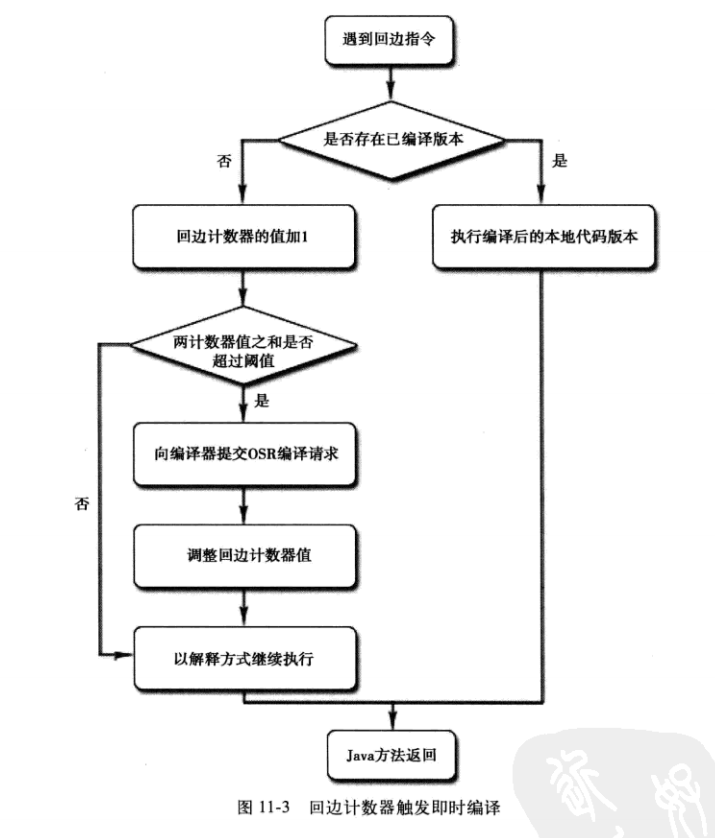 遇到回边指令
是否存在已编译版本
否
是
回边计数器的值加1
执行编译后的本地代码版本
两计数器值之和是否
超过阈值
是
向编译器提交OSR编译请求
否
调整回边计数器值
以解释方式继续执行
Java方法返回
图 11-3 回边计数器触发即时编译